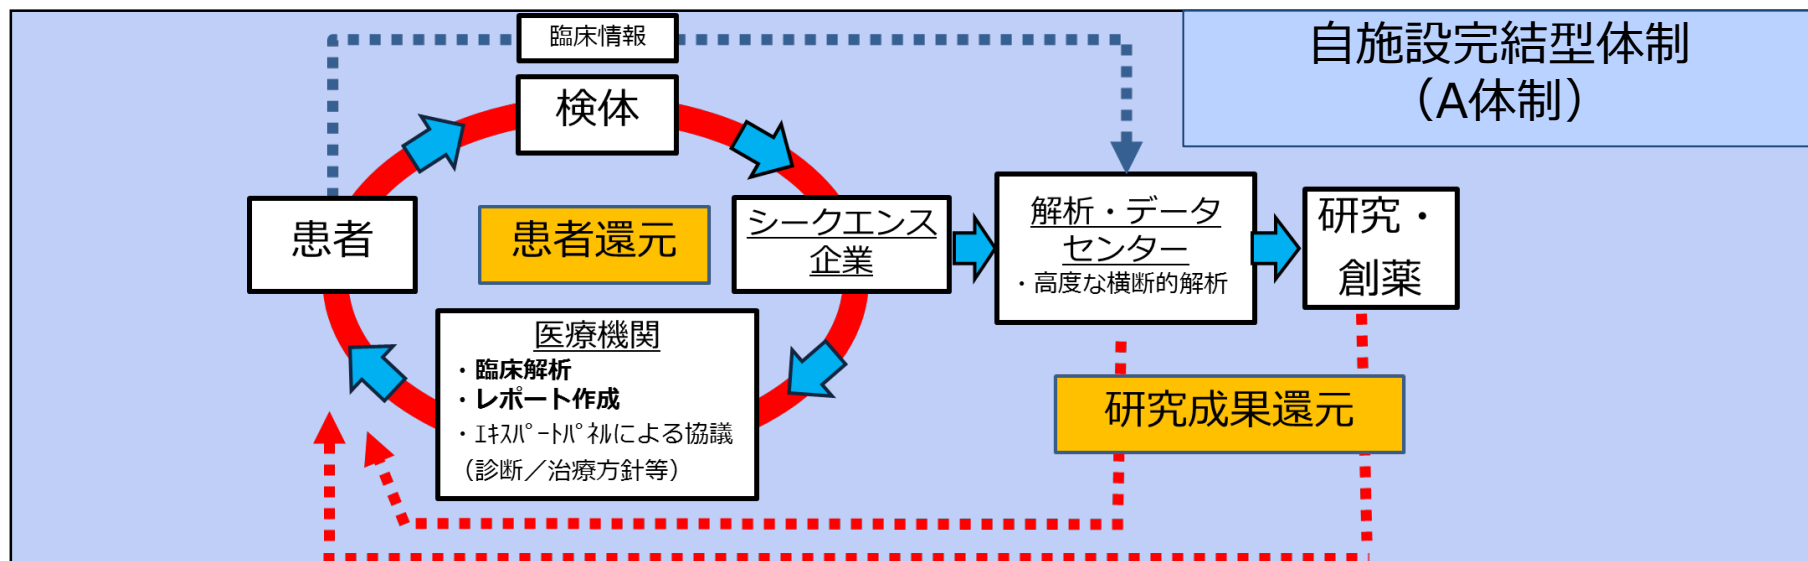 臨床情報
自施設完結型体制
（A体制）
検体
患者
患者還元
シークエンス
企業
解析・データ
センター
・高度な横断的解析
研究・
創薬
医療機関
・臨床解析
・レポート作成
・ｴｷｽﾊﾟｰﾄﾊﾟﾈﾙによる協議
（診断／治療方針等）
研究成果還元